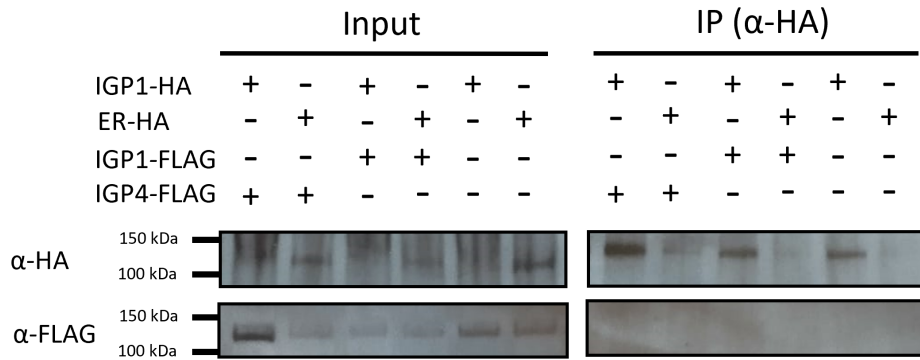 Input IP (α-HA)
IGP1-HA + - + - + - + - + - + -
ER-HA - + - + - + - + - + - +
IGP1-FLAG - - + + - - - - + + - -
IGP4-FLAG + + - - - - + + - - - -
150 kDa
α-HA
100 kDa
150 kDa
α-FLAG
100 kDa